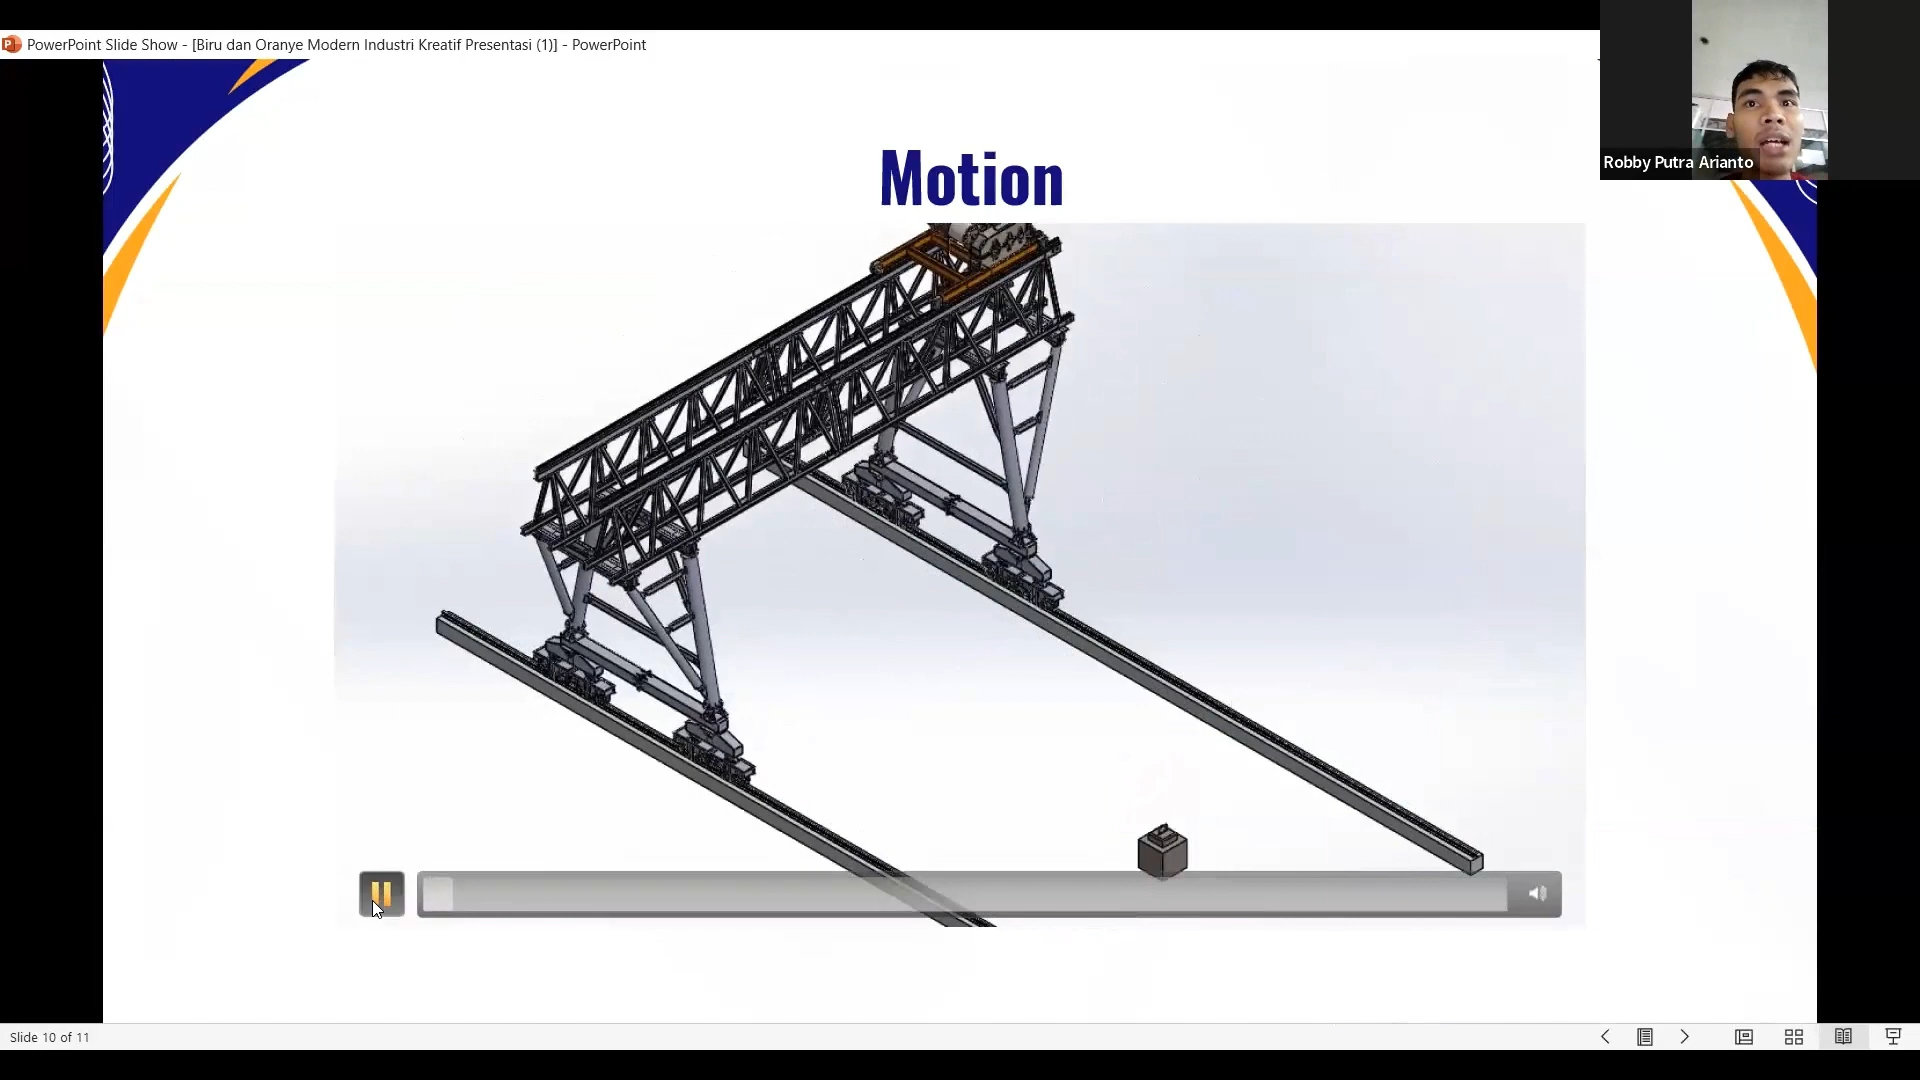 PowerPoint Slide Show - [Biru dan Oranye Modern Industri Kreatif Presentasi (1)] - PowerPoint
Robby Putra Arianto
Motion
Slide 10 of 11